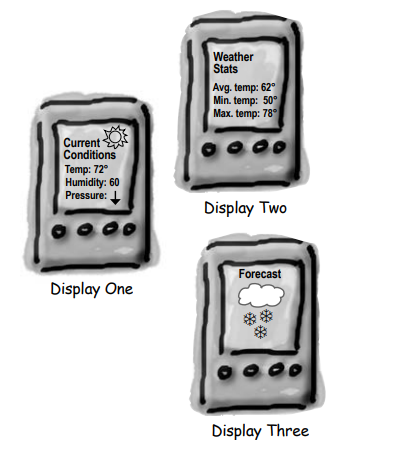 Current
Conditions
Temp: 72°
Humidity: 60
Pressure:
Display One
Weather
Stats
Avg. temp: 62°
Min. temp: 50°
Max. temp: 78°
Display Two
Forecast
Display Three